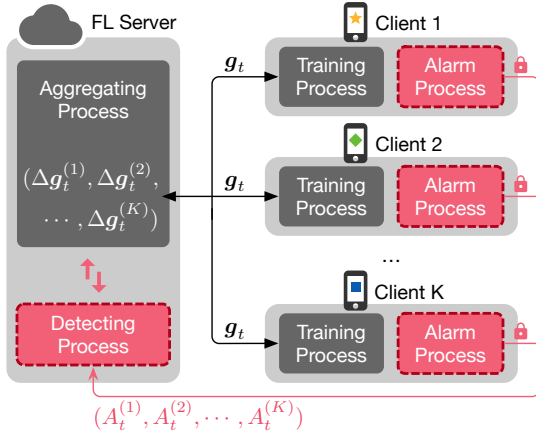 FL Server
Aggregating
Process
(Δg_t^{(1)}, Δg_t^{(2)},
⋯, Δg_t^{(K)})
Detecting
Process
Client 1
g_t
Training
Process
Alarm
Process
Client 2
g_t
Training
Process
Alarm
Process
...
Client K
g_t
Training
Process
Alarm
Process
(A_t^{(1)}, A_t^{(2)}, ⋯, A_t^{(K)})